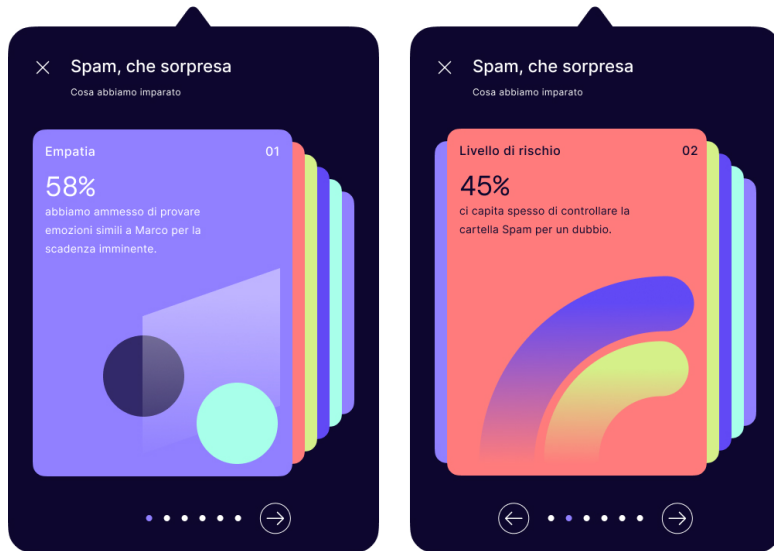 Spam, che sorpresa
Cosa abbiamo imparato
Empatia 01
58%
abbiamo ammesso di provare
emozioni simili a Marco per la
scadenza imminente.
Spam, che sorpresa
Cosa abbiamo imparato
Livello di rischio 02
45%
ci capita spesso di controllare la
cartella Spam per un dubbio.